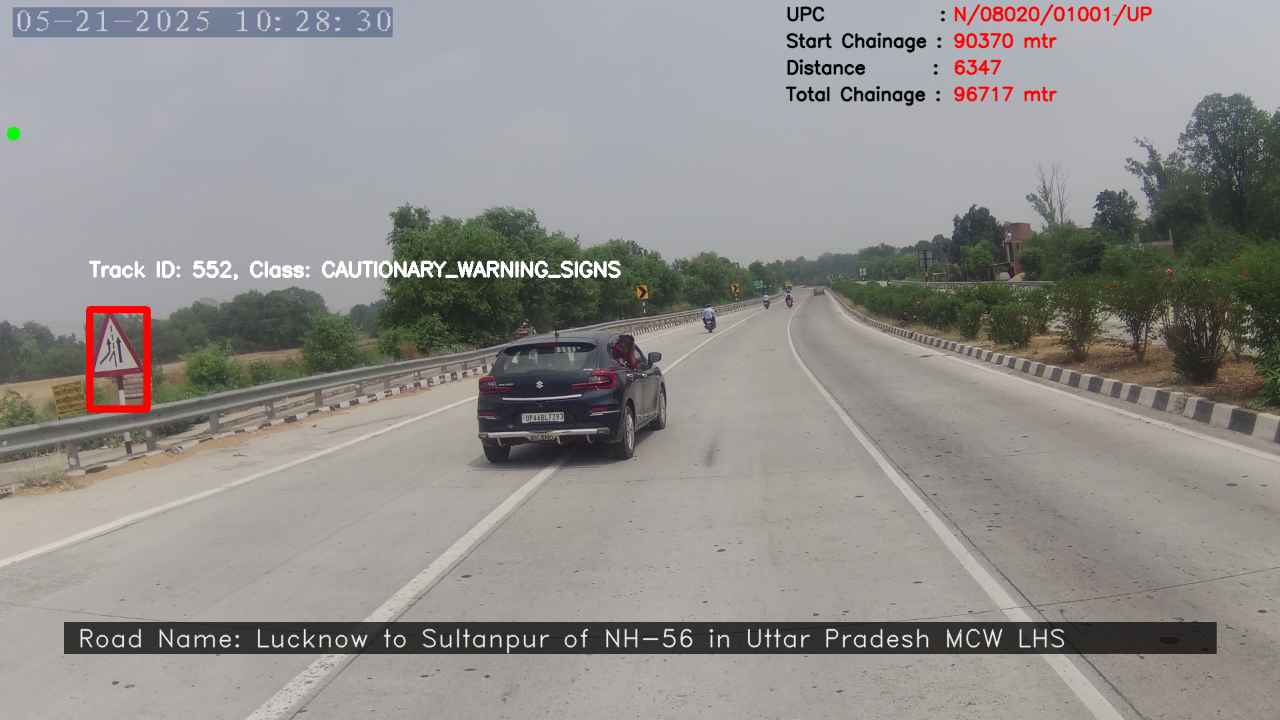 05-21-2025 10:28:30
UPC : N/08020/01001/UP
Start Chainage : 90370 mtr
Distance : 6347
Total Chainage : 96717 mtr
Track ID: 552, Class: CAUTIONARY_WARNING_SIGNS
Road Name: Lucknow to Sultanpur of NH-56 in Uttar Pradesh MCW LHS